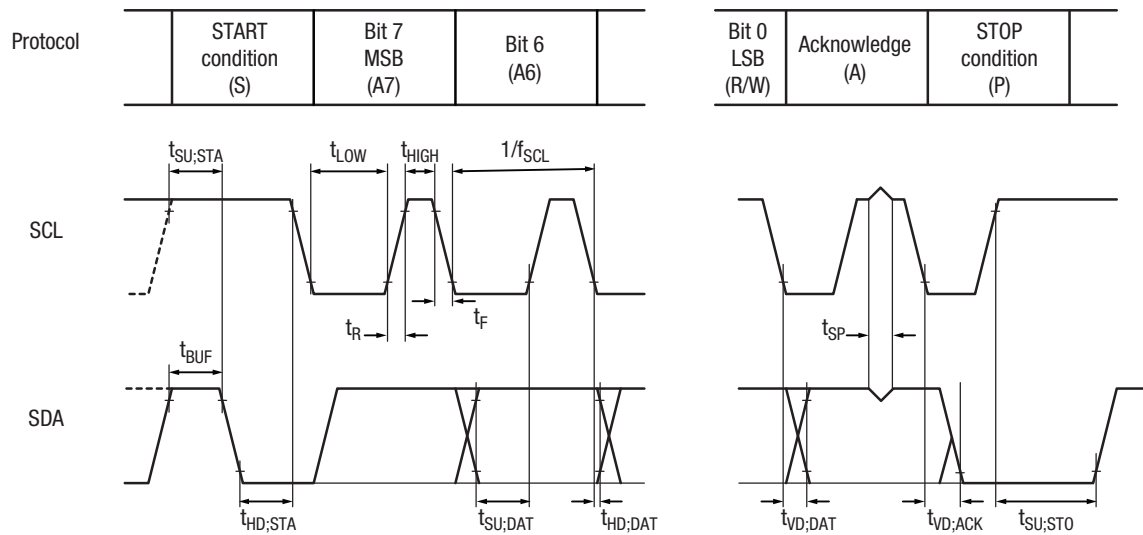 Protocol
START
condition
(S)
Bit 7
MSB
(A7)
Bit 6
(A6)
Bit 0
LSB
(R/W)
Acknowledge
(A)
STOP
condition
(P)
tSU;STA
tLOW
tHIGH
1/fSCL
SCL
tR
tF
tSP
tBUF
SDA
tHD;STA
tSU;DAT
tHD;DAT
tVD;DAT
tVD;ACK
tSU;STO